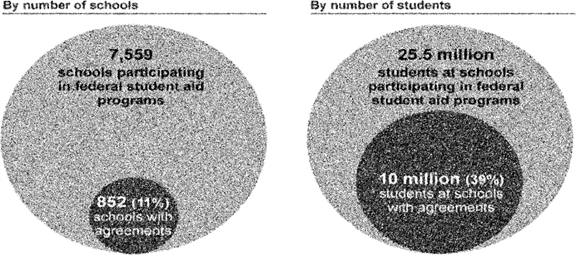 By number of schools
7,559
schools participating
in federal student aid
programs
852 (11%)
schools with
agreements
By number of students
25.5 million
students at schools
participating in federal
student aid programs
10 million (39%)
students at schools
with agreements